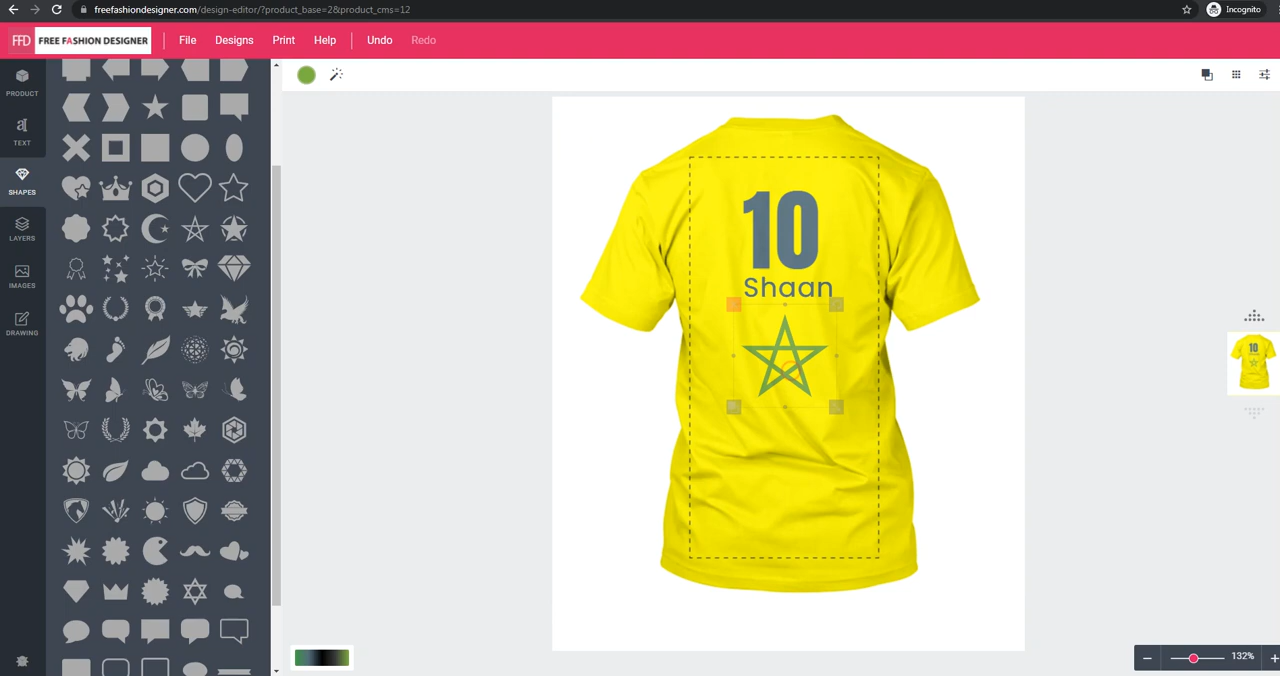 freefashiondesigner.com/design-editor/?product_base=2&product_cms=12
Incognito
FFD FREE FASHION DESIGNER
File Designs Print Help Undo Redo
PRODUCT
TEXT
SHAPES
LAYERS
IMAGES
DRAWING
10
Shaan
10
132%